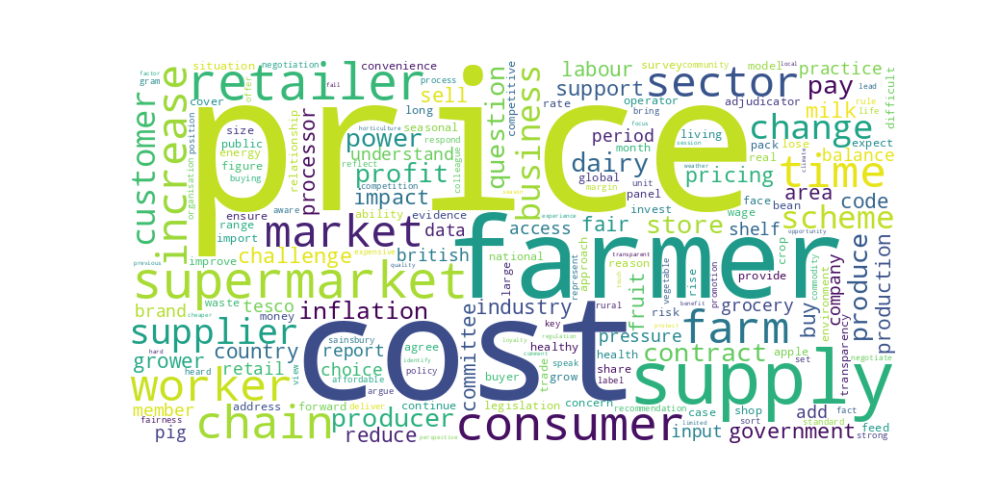 factor
gram
situation
negotiation
convenience
cover
offer
process
fall
survey
community
model
local
practice
lead
labour
support
sector
pay
difficult
retailer
increase
customer
position
organisation
size
public
energy
figure
buying
relationship
processor
long
seasonal
sell
horticulture
respond
power
understand
reflect
profit
competition
impact
colleague
question
competitive
business
rate
operator
bring
adjudicator
focus
session
period
living
month
weather
dairy
pricing
global
unit
margin
panel
invest
wage
pack
real
lose
milk
rule
life
expect
change
balance
time
climate
face
bean
area
code
opportunity
scheme
price
ensure
aware
range
import
improve
previous
market
ability
evidence
data
challenge
expensive
british
quality
season
access
fair
experience
store
shelf
crop
national
transparent
reason
provide
company
produce
production
farmer
supermarket
large
represent
approach
fruit
vegetable
rise
promotion
commodity
buy
environment
brand
waste
tesco
inflation
industry
rural
risk
grocery
benefit
protect
transparency
negotiate
supplier
money
hard
cheaper
sainsbury
agree
identify
policy
committee
key
regulation
loyalty
healthy
comment
speak
trade
health
pressure
farm
cost
grower
country
report
heard
retail
view
choice
affordable
argue
buyer
grow
share
label
contract
apple
set
supply
worker
member
address
forward
deliver
continue
legislation
concern
recommendation
case
shop
add
fact
fairness
pig
chain
producer
reduce
perspective
consumer
limited
input
sort
government
standard
feed
strong